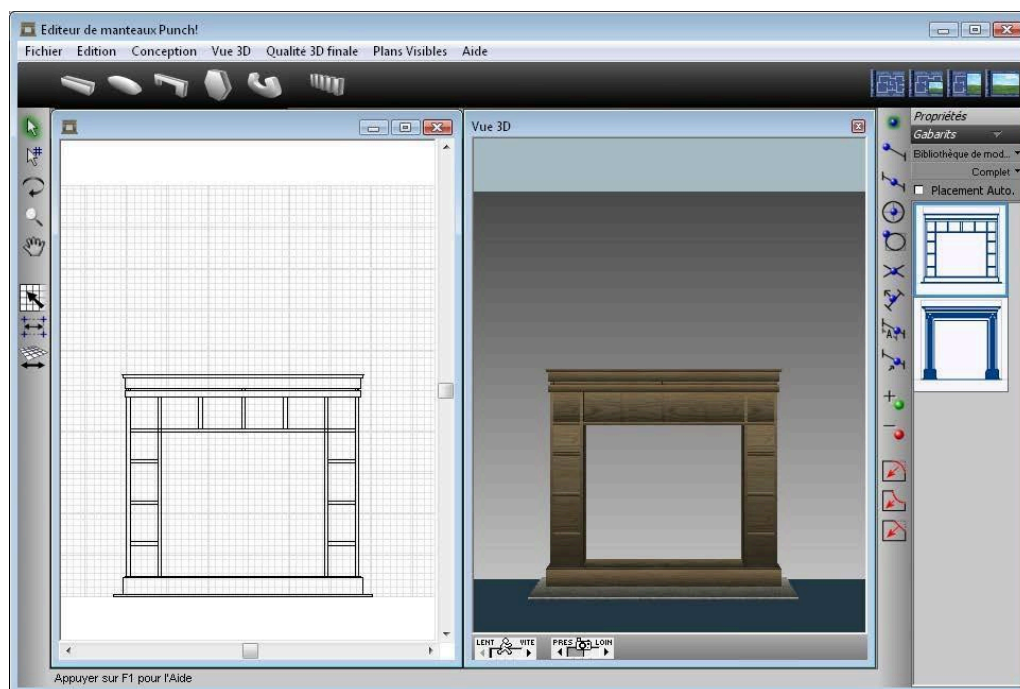 Editeur de manteaux Punch!
Fichier Edition Conception Vue 3D Qualité 3D finale Plans Visibles Aide
Vue 3D
Propriétés
Gabarits
Bibliothèque de mod...
Complet
Placement Auto.
LENT VITE PRES LOIN
Appuyer sur F1 pour l'Aide